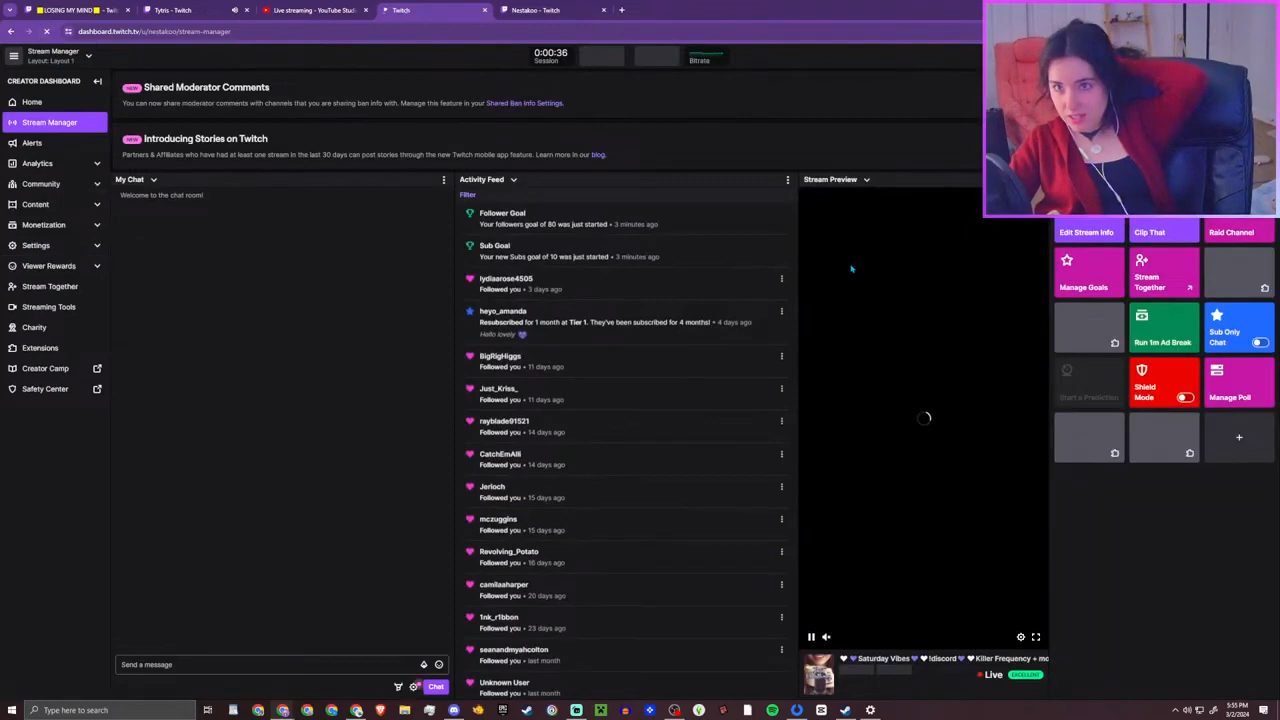 LOSING MY MIND
Tytris - Twitch
Live streaming - YouTube Stud
Twitch
Nestakoo - Twitch
dashboard.twitch.tv/u/nestakoo/stream-manager
Stream Manager
Layout: Layout 1
0:00:36
Session
Bitrate
CREATOR DASHBOARD
Home
Stream Manager
Alerts
Analytics
Community
Content
Monetization
Settings
Viewer Rewards
Stream Together
Streaming Tools
Charity
Extensions
Creator Camp
Safety Center
NEW Shared Moderator Comments
You can now share moderator comments with channels that you are sharing ban info with. Manage this feature in your Shared Ban Info Settings.
NEW Introducing Stories on Twitch
Partners & Affiliates who have had at least one stream in the last 30 days can post stories through the new Twitch mobile app feature. Learn more in our blog.
My Chat
Welcome to the chat room!
Send a message
Chat
Activity Feed
Filter
Follower Goal
Your followers goal of 80 was just started • 3 minutes ago
Sub Goal
Your new Subs goal of 10 was just started • 3 minutes ago
lydiaarose4505
Followed you • 3 days ago
heyo_amanda
Resubscribed for 1 month at Tier 1. They've been subscribed for 4 months! • 4 days ago
Hello lovely
BigRigHiggs
Followed you • 11 days ago
Just_Kriss_
Followed you • 11 days ago
rayblade91521
Followed you • 14 days ago
CatchEmAlli
Followed you • 14 days ago
Jerloch
Followed you • 15 days ago
mczuggins
Followed you • 15 days ago
Revolving_Potato
Followed you • 16 days ago
camilaaharper
Followed you • 20 days ago
1nk_r1bbon
Followed you • 23 days ago
seanandmyahcolton
Followed you • last month
Unknown User
Followed you • last month
Stream Preview
Saturday Vibes !discord Killer Frequency + mo
Live EXCELLENT
Edit Stream Info
Clip That
Raid Channel
Manage Goals
Stream Together
Run 1m Ad Break
Sub Only Chat
Start a Prediction
Shield Mode
Manage Poll
Type here to search
5:55 PM
3/2/2024